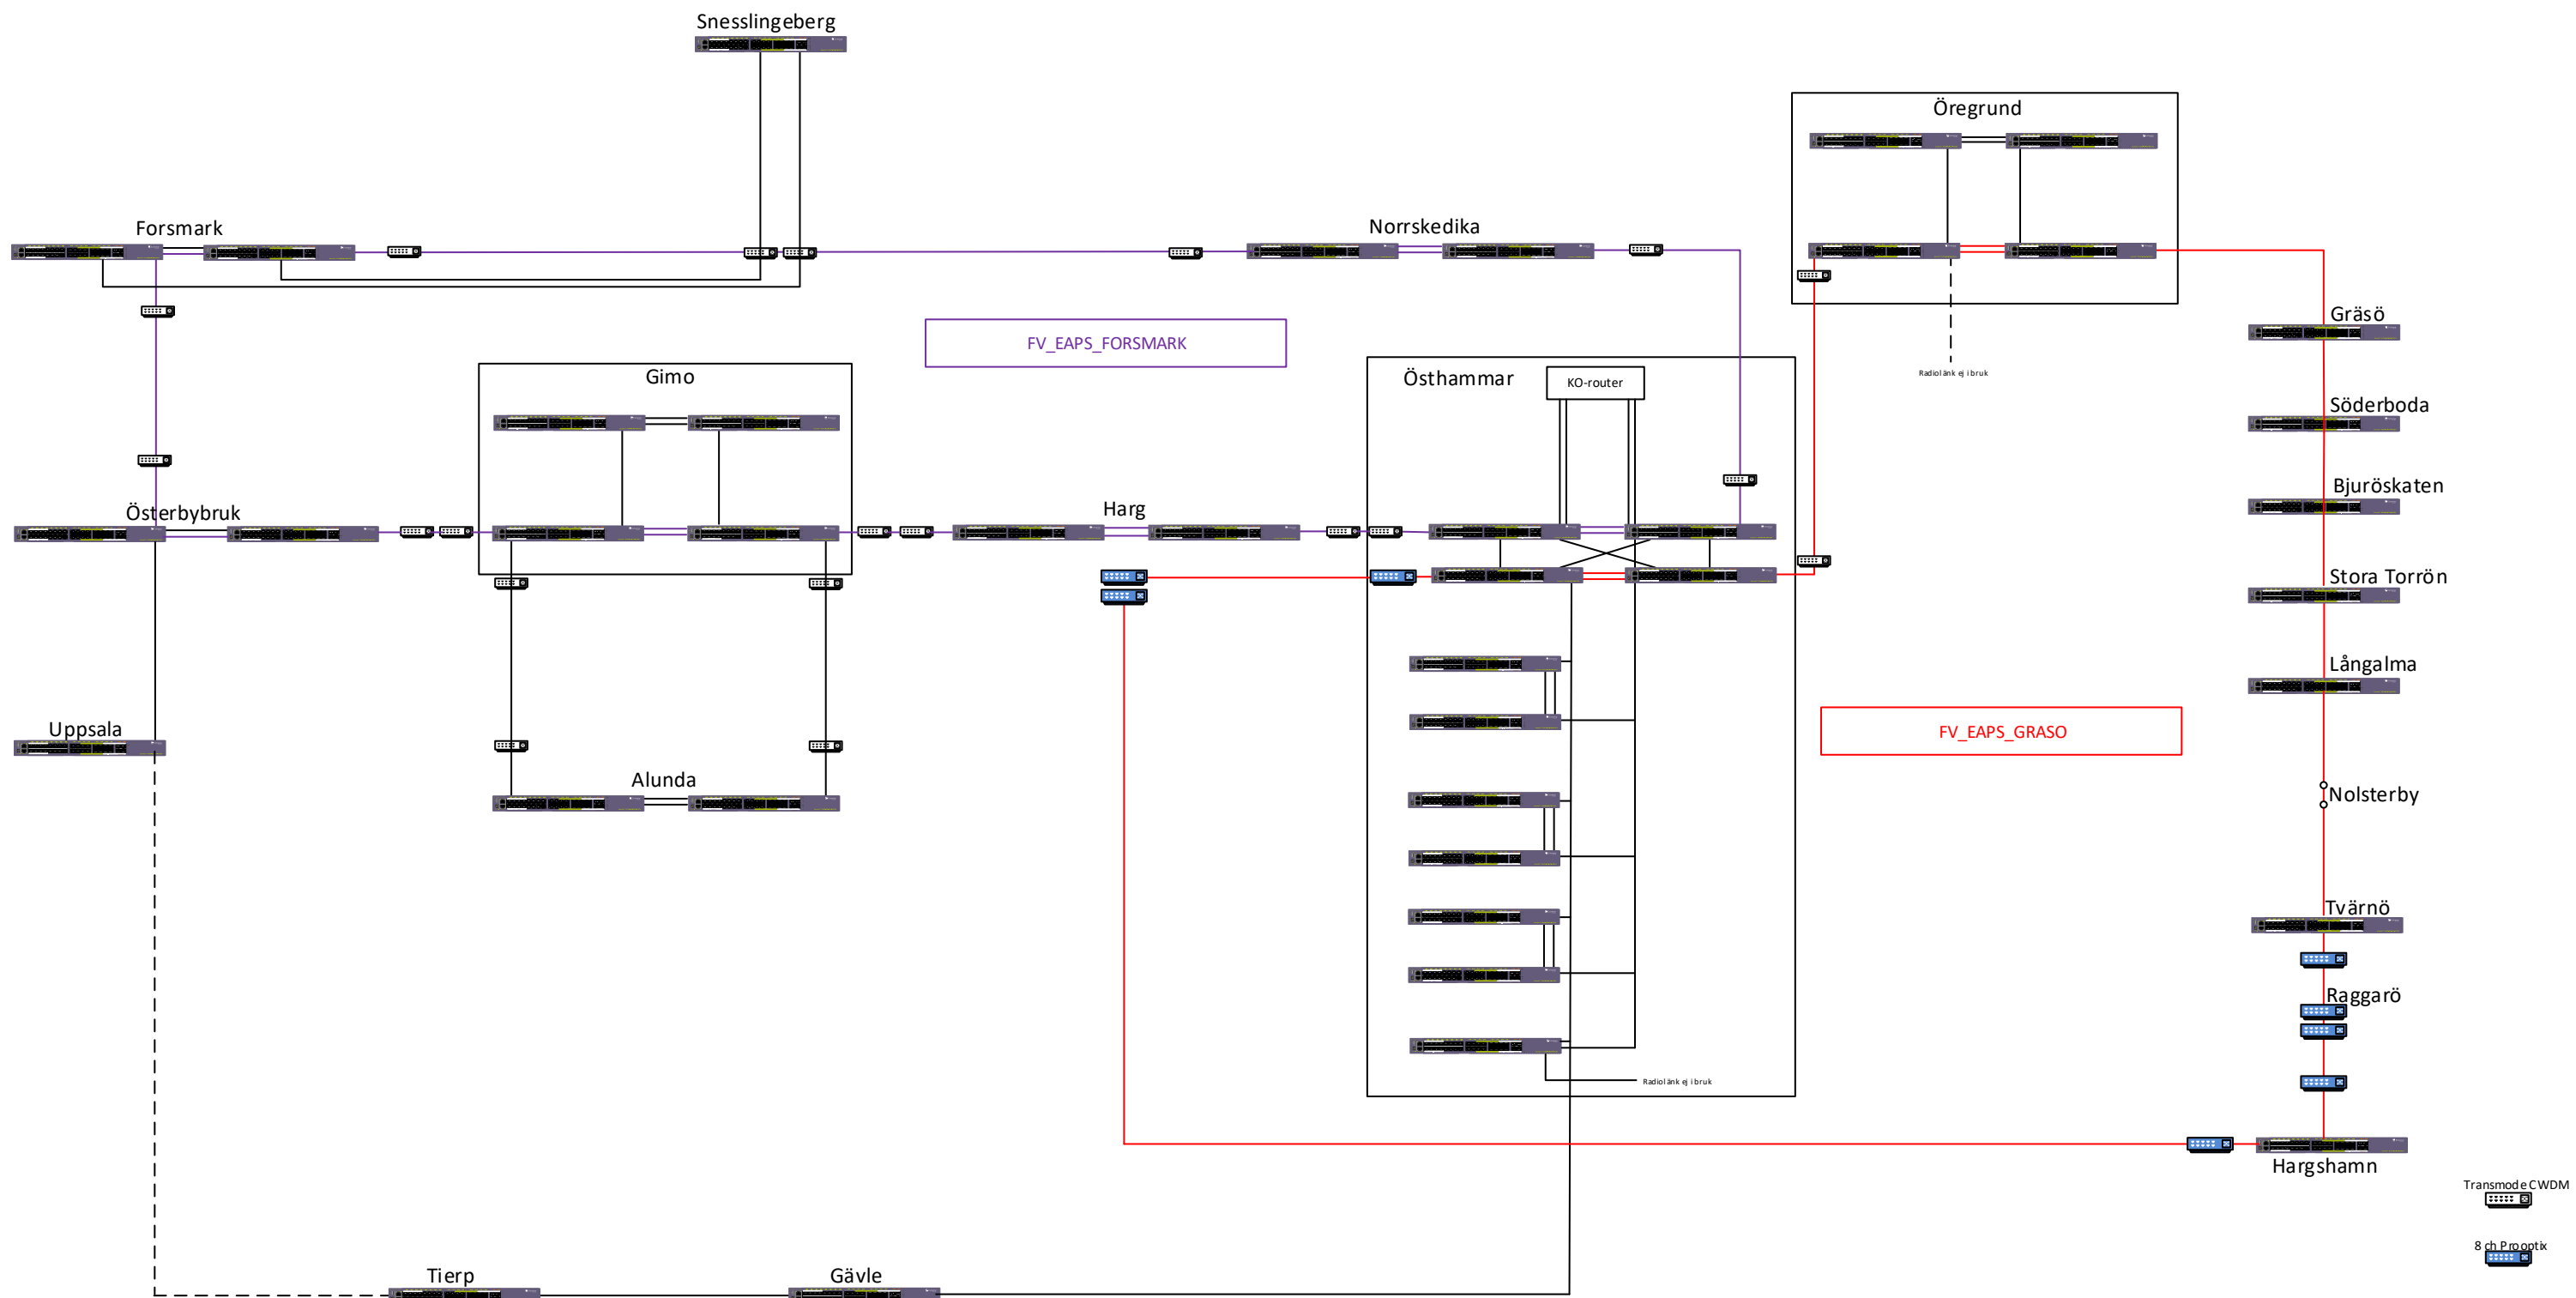 Snesslingeberg
Öregrund
Forsmark
Norrskedika
Gräsö
FV_EAPS_FORSMARK
Radiolänk ej i bruk
Gimo
Östhammar
KO-router
Söderboda
Bjuröskaten
Österbybruk
Harg
Stora Torrön
Långalma
Uppsala
FV_EAPS_GRASO
Alunda
Nolsterby
Tvärnö
Raggarö
Radiolänk ej i bruk
Hargshamn
Transmode CWDM
8 ch Prooptix
Tierp
Gävle